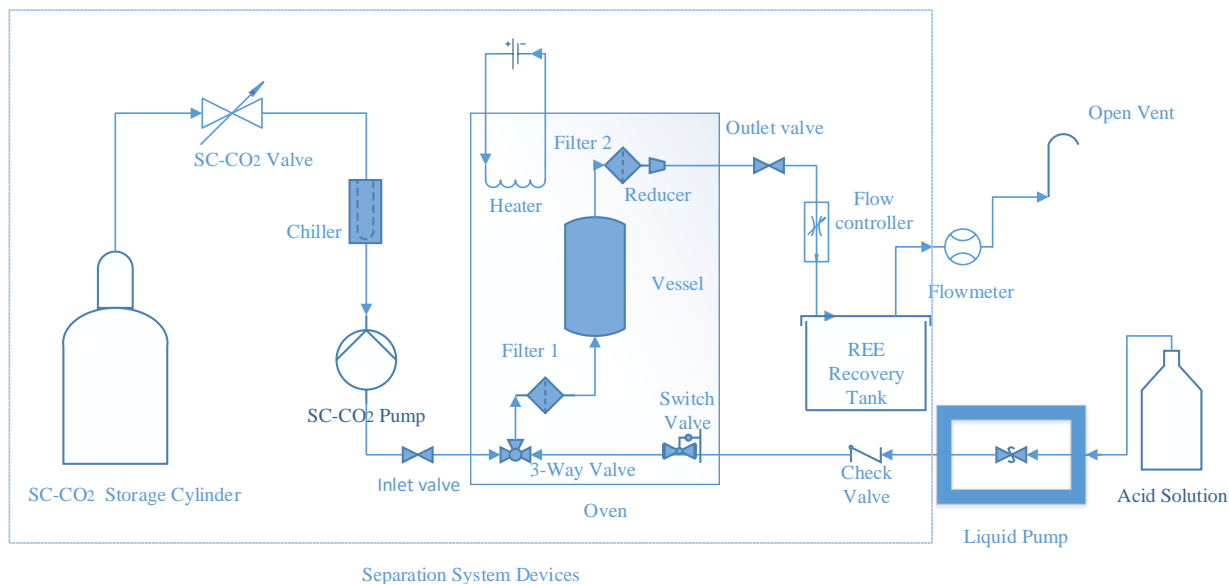 Open Vent
SC-CO2 Valve
Filter 2
Outlet valve
Reducer
Heater
Flow
controller
Chiller
Vessel
Flowmeter
Filter 1
REE
Recovery
Tank
SC-CO2 Pump
Switch
Valve
3-Way Valve
Inlet valve
Check
Valve
SC-CO2 Storage Cylinder
Oven
Acid Solution
Liquid Pump
Separation System Devices
+ -